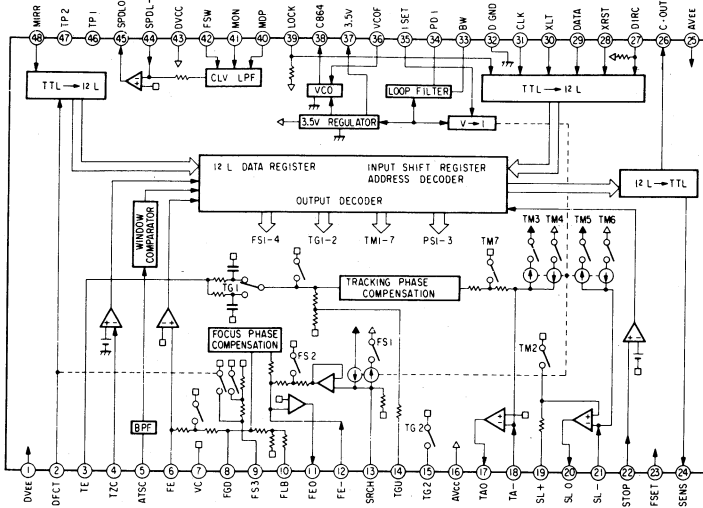 MIRR
TP2
TP1
SPDLO
SPDL-
DVCC
FSW
MON
MDP
LOCK
C864
3.5V
VCOF
ISET
PD1
BW
D GND
CLK
XLT
DATA
XRST
DIRC
C-OUT
AVEE
48 47 46 45 44 43 42 41 40 39 38 37 36 35 34 33 32 31 30 29 28 27 26 25
TTL → I2L
CLV LPF
VCO
LOOP FILTER
TTL → I2L
3.5V REGULATOR
V → I
I2L DATA REGISTER
INPUT SHIFT REGISTER
ADDRESS DECODER
OUTPUT DECODER
I2L → TTL
WINDOW
COMPARATOR
FS1-4
TG1-2
TM1-7
PS1-3
TM3
TM4
TM5
TM6
TM7
TG1
TRACKING PHASE
COMPENSATION
FOCUS PHASE
COMPENSATION
FS2
FS1
TM2
BPF
TG2
1 2 3 4 5 6 7 8 9 10 11 12 13 14 15 16 17 18 19 20 21 22 23 24
DVEE
DFCT
TE
TZC
ATSC
FE
VC
FGD
FS3
FLB
FEO
FE-
SRCH
TGU
TG2
AVCC
TAO
TA-
SL+
SLO
SL-
STOP
FSET
SENS